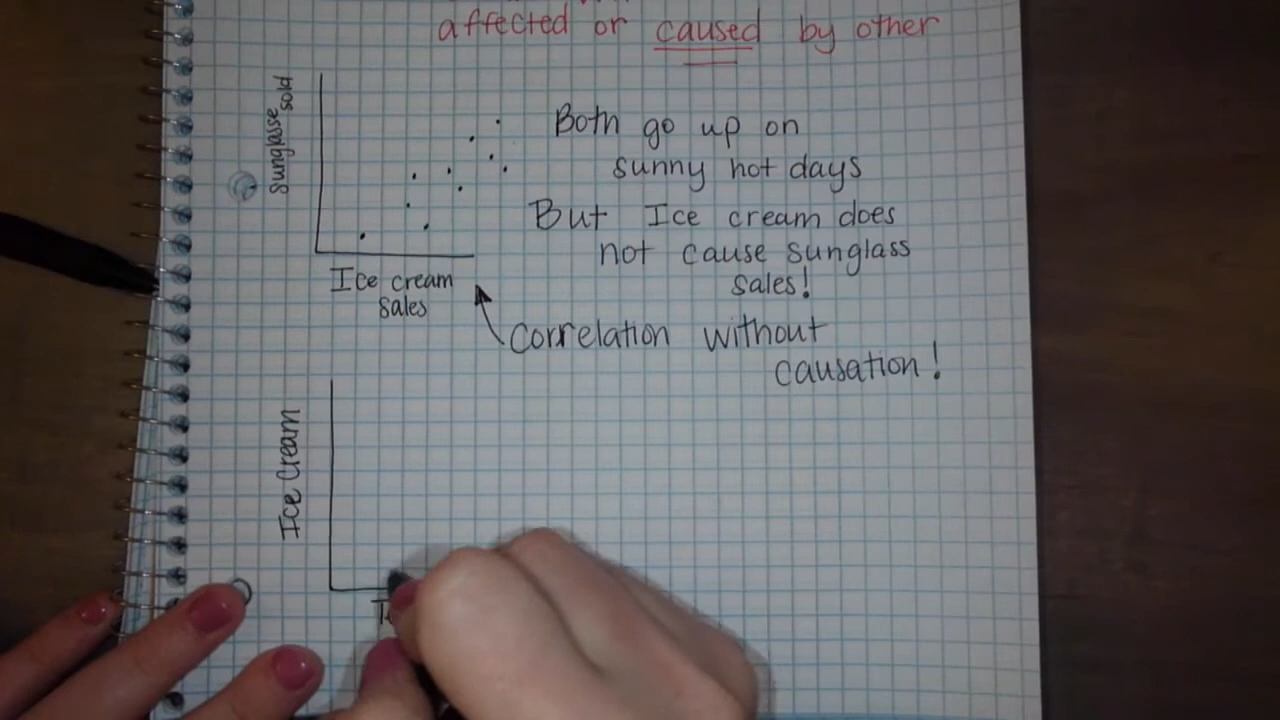 affected or caused by other
sunglasse
sold
Both go up on
sunny hot days
But Ice cream does
not cause sunglass
sales!
Ice cream
sales
Correlation without
causation!
Ice Cream